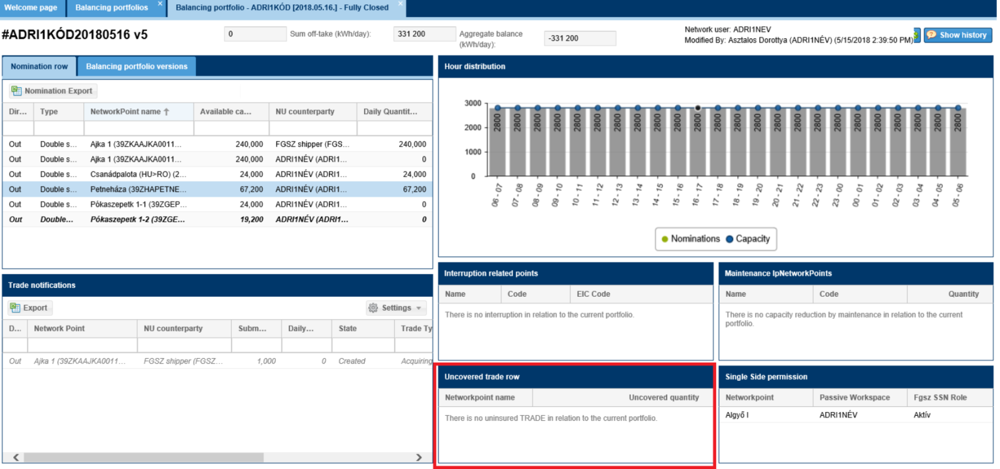 Welcome page Balancing portfolios × Balancing portfolio - ADRI1KÓD [2018.05.16.] - Fully Closed ×
#ADRI1KÓD20180516 v5 0 Sum off-take (kWh/day): 331 200 Aggregate balance (kWh/day): -331 200
Network user: ADRI1NEV
Modified By: Asztalos Dorottya (ADRI1NÉV) (5/15/2018 2:39:50 PM)
Show history
Nomination row Balancing portfolio versions
Nomination Export
Dir... Type NetworkPoint name ↑ Available ca... NU counterparty Daily Quantit...
Out Double s... Ajka 1 (39ZKAAJKA0011... 240,000 FGSZ shipper (FGS... 240,000
Out Double s... Ajka 1 (39ZKAAJKA0011... 240,000 ADRI1NÉV (ADRI1... 0
Out Double s... Csanádpalota (HU>RO) (2... 24,000 ADRI1NÉV (ADRI1... 24,000
Out Double s... Petneháza (39ZHAPETNE... 67,200 ADRI1NÉV (ADRI1... 67,200
Out Double s... Pókaszepetk 1-1 (39ZGEP... 24,000 ADRI1NÉV (ADRI1... 0
Out Double... Pókaszepetk 1-2 (39ZGE... 19,200 ADRI1NÉV (ADRI1... 0
Hour distribution
3000
2000
1000
0
2800 2800 2800 2800 2800 2800 2800 2800 2800 2800 2800 2800 2800 2800 2800 2800 2800 2800 2800 2800 2800 2800 2800 2800
06 - 07 07 - 08 08 - 09 09 - 10 10 - 11 11 - 12 12 - 13 13 - 14 14 - 15 15 - 16 16 - 17 17 - 18 18 - 19 19 - 20 20 - 21 21 - 22 22 - 23 23 - 00 00 - 01 01 - 02 02 - 03 03 - 04 04 - 05 05 - 06
Nominations Capacity
Trade notifications
Export Settings
D... Network Point NU counterparty Subm... Daily... State Trade Ty
Out Ajka 1 (39ZKAAJKA0011... FGSZ shipper (FGSZ... 1,000 0 Created Acquiring
Interruption related points
Name Code EIC Code
There is no interruption in relation to the current portfolio.
Maintenance IpNetworkPoints
Name Code Quantity
There is no capacity reduction by maintenance in relation to the current
portfolio.
Uncovered trade row
Networkpoint name Uncovered quantity
There is no uninsured TRADE in relation to the current portfolio.
Single Side permission
Networkpoint Passive Workspace Fgsz SSN Role
Algyő I ADRI1NÉV Aktív